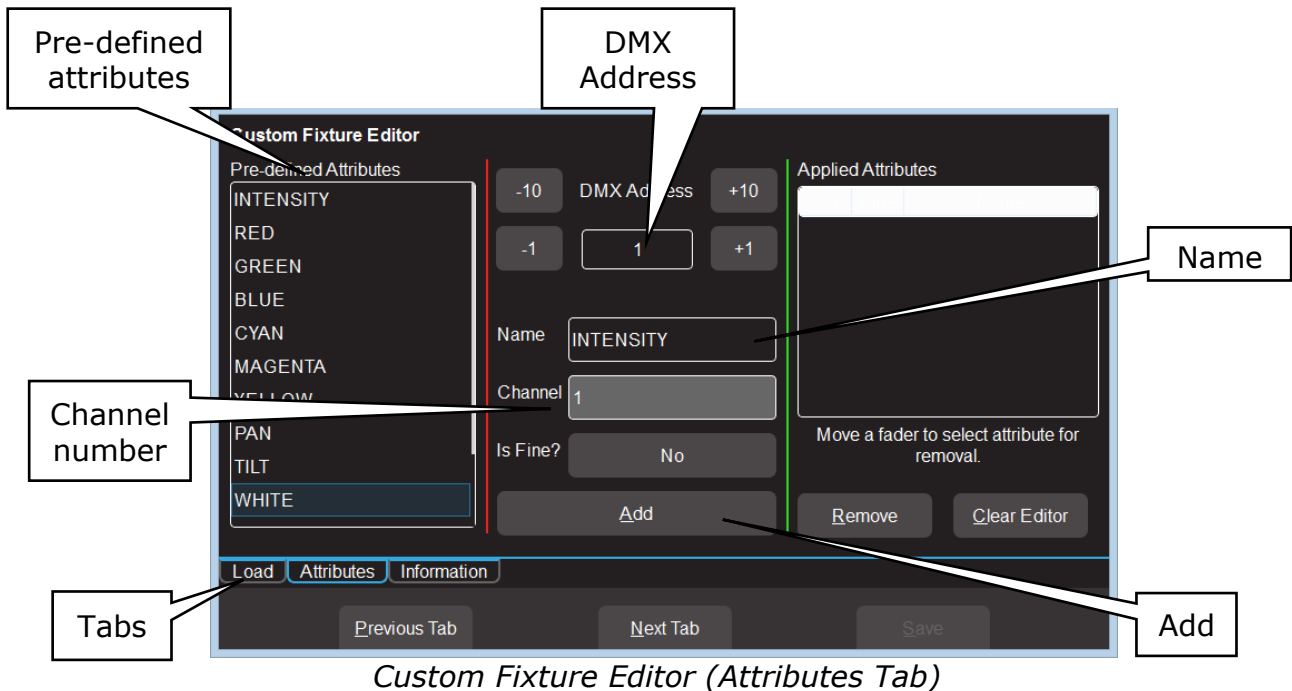 Pre-defined
attributes
DMX
Address
Custom Fixture Editor
Pre-defined Attributes
INTENSITY
RED
GREEN
BLUE
CYAN
MAGENTA
YELLOW
PAN
TILT
WHITE
-10
DMX Address
+10
-1
1
+1
Name
INTENSITY
Channel
1
Is Fine?
No
Add
Applied Attributes
Move a fader to select attribute for
removal.
Remove
Clear Editor
Name
Channel
number
Load
Attributes
Information
Tabs
Add
Previous Tab
Next Tab
Save
Custom Fixture Editor (Attributes Tab)